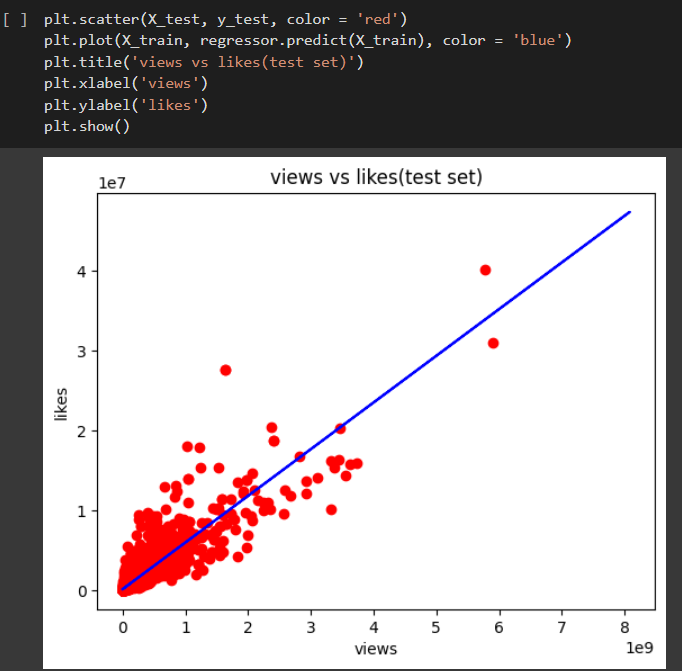 [ ] plt.scatter(X_test, y_test, color = 'red')
plt.plot(X_train, regressor.predict(X_train), color = 'blue')
plt.title('views vs likes(test set)')
plt.xlabel('views')
plt.ylabel('likes')
plt.show()
views vs likes(test set)
1e7
4
3
2
1
0
likes
0 1 2 3 4 5 6 7 8
views
1e9